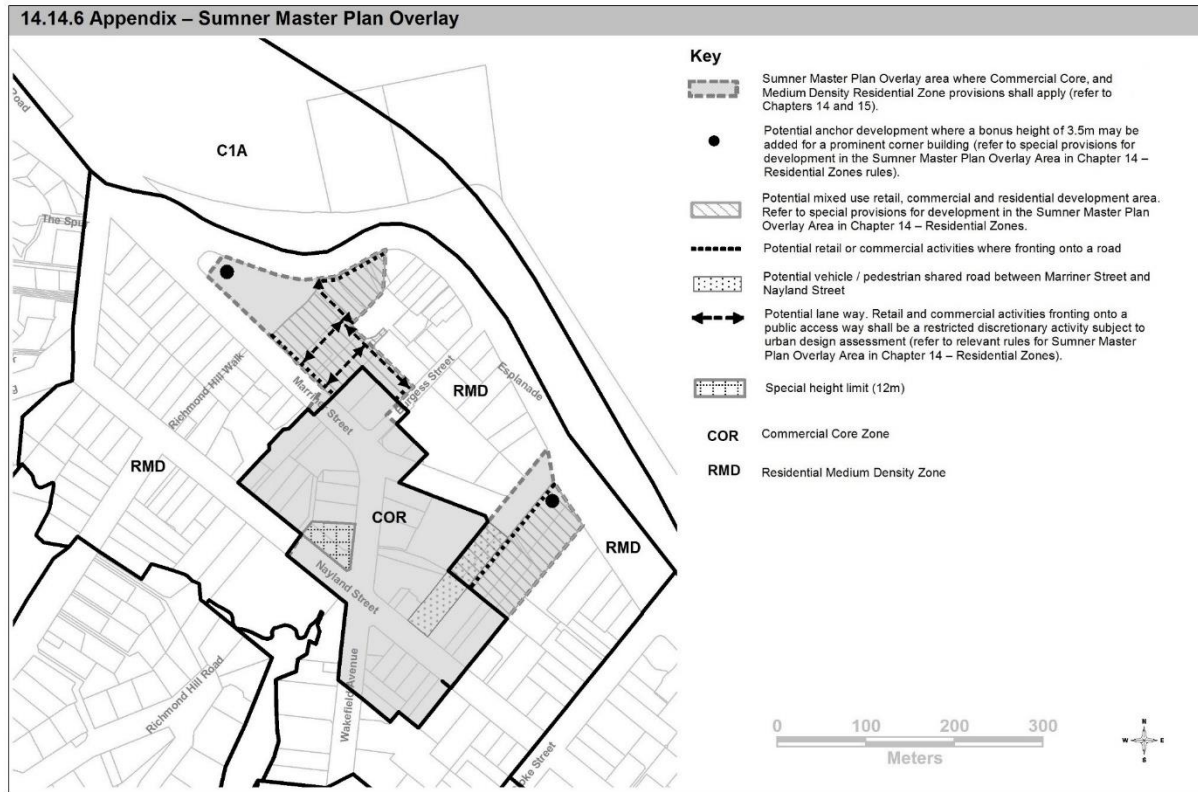 14.14.6 Appendix – Sumner Master Plan Overlay
Key
Sumner Master Plan Overlay area where Commercial Core, and
Medium Density Residential Zone provisions shall apply (refer to
Chapters 14 and 15).
Potential anchor development where a bonus height of 3.5m may be
added for a prominent corner building (refer to special provisions for
development in the Sumner Master Plan Overlay Area in Chapter 14 –
Residential Zones rules).
Potential mixed use retail, commercial and residential development area.
Refer to special provisions for development in the Sumner Master Plan
Overlay Area in Chapter 14 – Residential Zones.
Potential retail or commercial activities where fronting onto a road
Potential vehicle / pedestrian shared road between Marriner Street and
Nayland Street
Potential lane way. Retail and commercial activities fronting onto a
public access way shall be a restricted discretionary activity subject to
urban design assessment (refer to relevant rules for Sumner Master
Plan Overlay Area in Chapter 14 – Residential Zones).
Special height limit (12m)
COR Commercial Core Zone
RMD Residential Medium Density Zone
0 100 200 300
Meters
N
W E
S
Road
C1A
The Spur
Richmond Hill Walk
Marriner Street
Burgess Street
RMD
Esplanade
RMD
COR
RMD
Nayland Street
Richmond Hill Road
Wakefield Avenue
oke Street